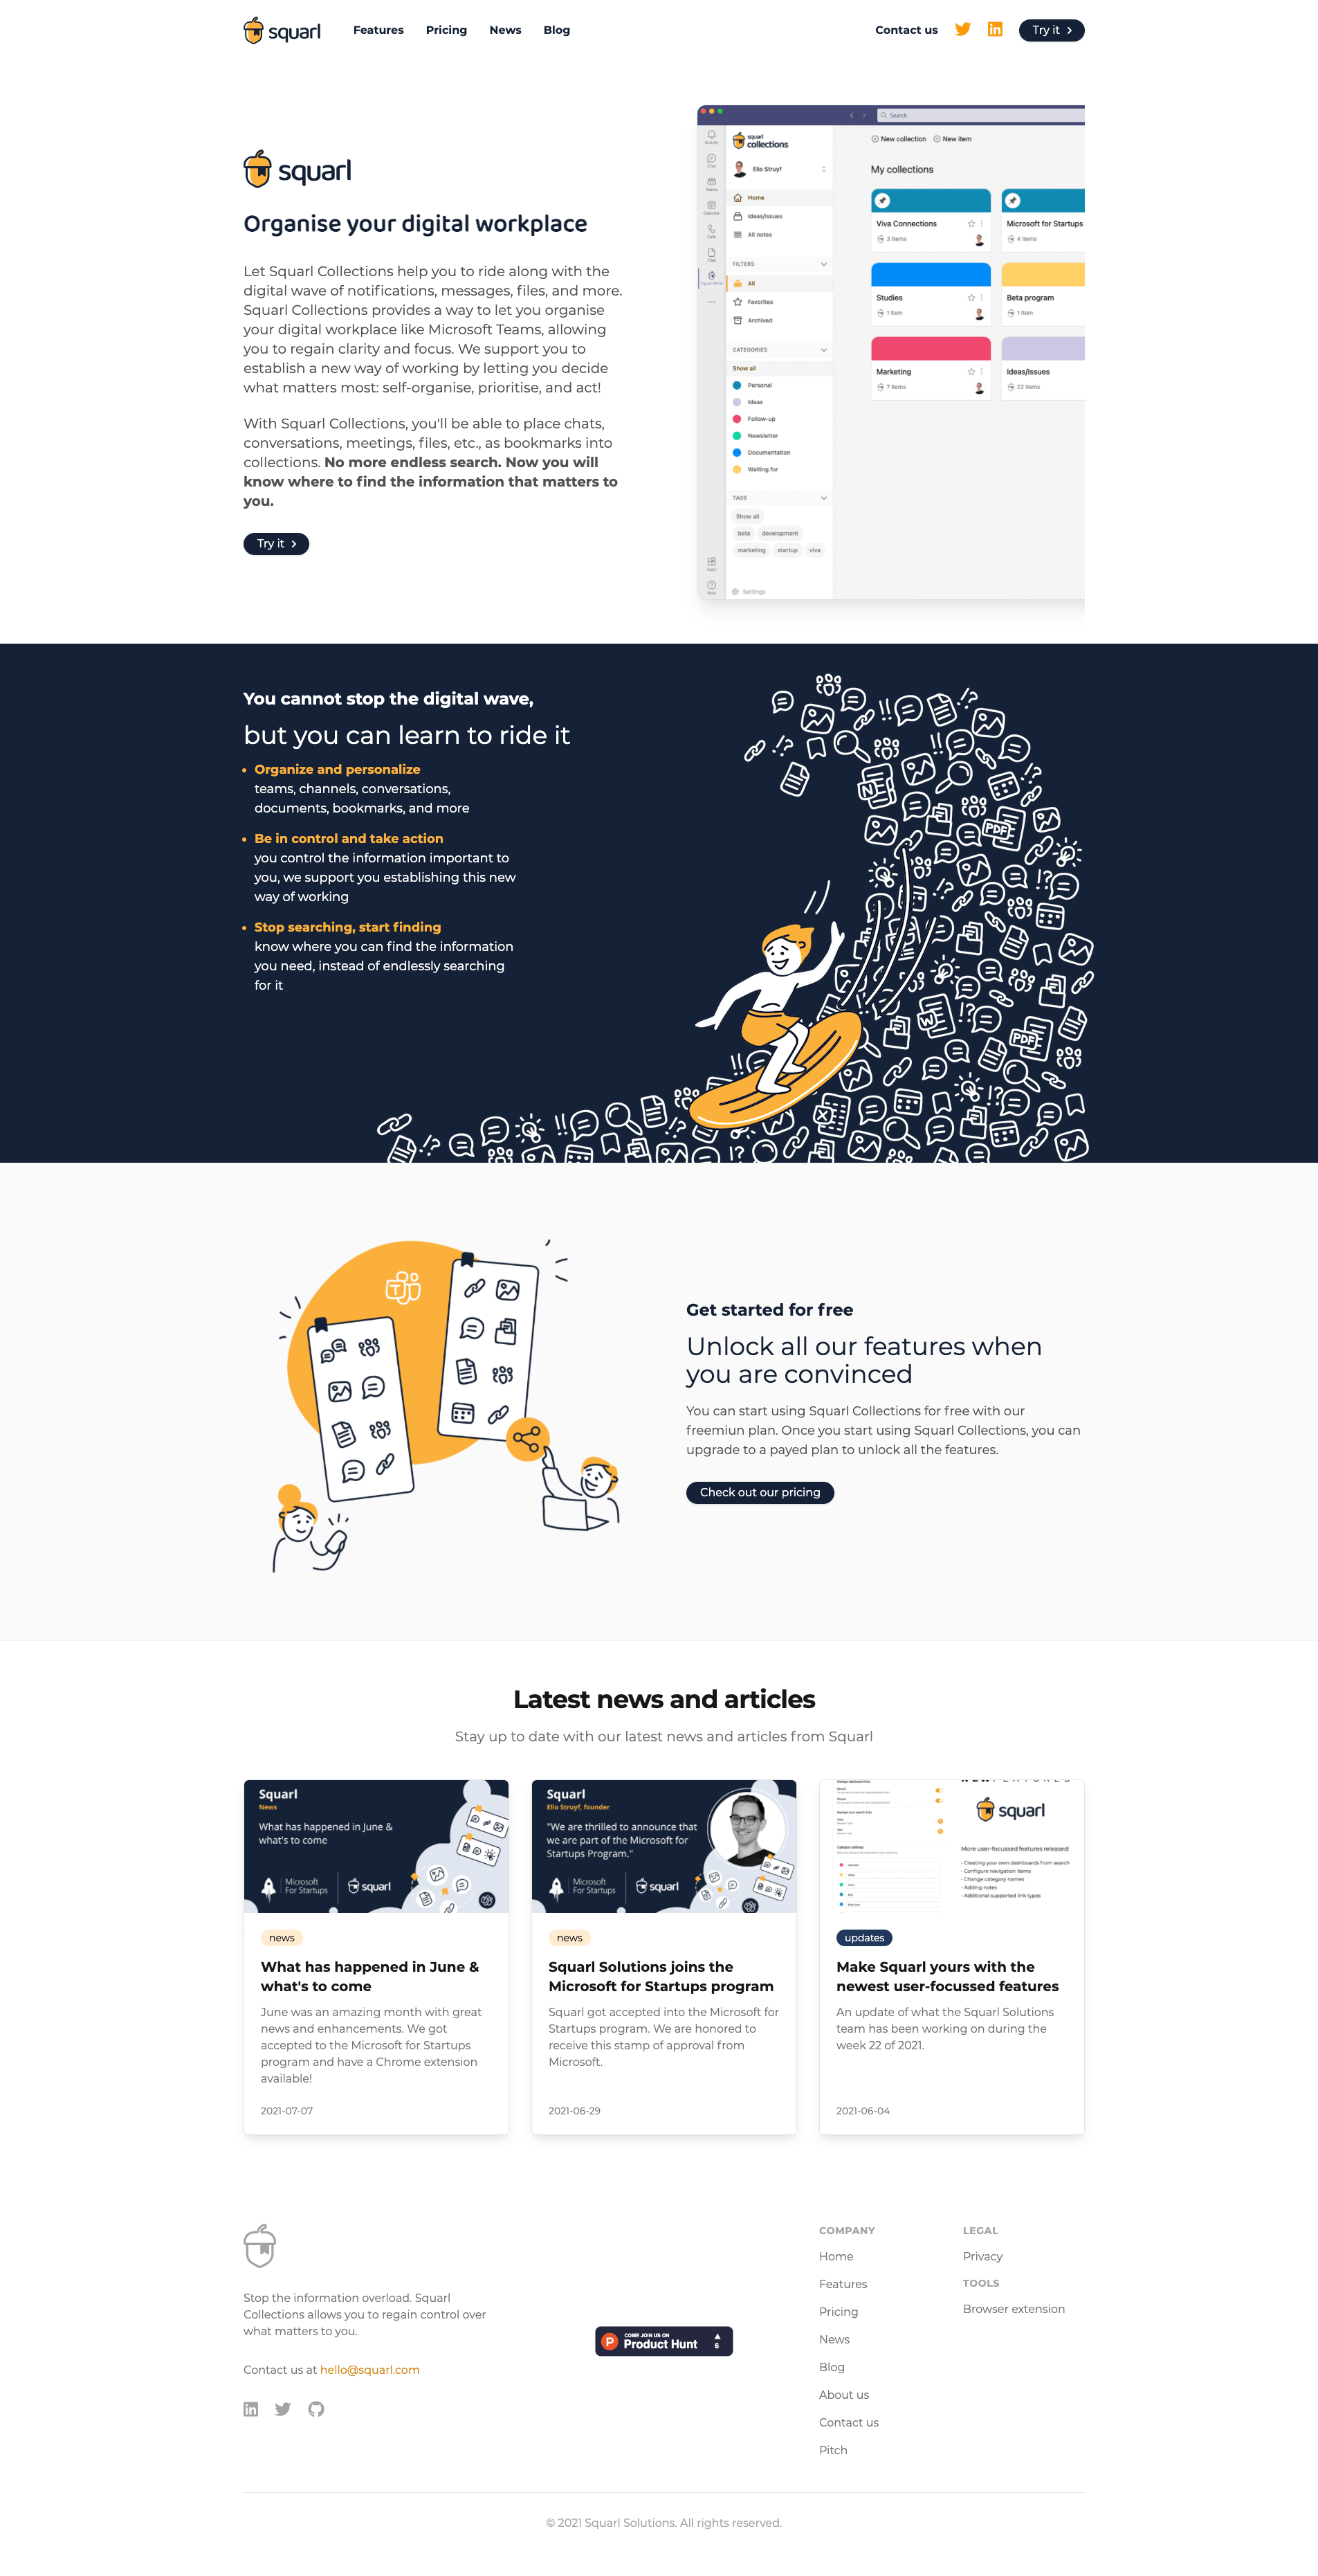 squarl
Features
Pricing
News
Blog
Contact us
Try it
squarl
Organise your digital workplace
Let Squarl Collections help you to ride along with the
digital wave of notifications, messages, files, and more.
Squarl Collections provides a way to let you organise
your digital workplace like Microsoft Teams, allowing
you to regain clarity and focus. We support you to
establish a new way of working by letting you decide
what matters most: self-organise, prioritise, and act!
With Squarl Collections, you'll be able to place chats,
conversations, meetings, files, etc., as bookmarks into
collections. No more endless search. Now you will
know where to find the information that matters to
you.
Try it
Search
Activity
Chat
Teams
Calendar
Calls
Files
Apps
Help
squarl
collections
Elio Struyf
Home
Ideas/Issues
All notes
FILTERS
All
Favorites
Archived
CATEGORIES
Show all
Personal
Ideas
Follow-up
Newsletter
Documentation
Waiting for
TAGS
Show all
beta
development
marketing
startup
viva
Settings
New collection
New item
My collections
Viva Connections
3 items
Microsoft for Startups
4 items
Studies
1 item
Beta program
1 item
Marketing
7 items
Ideas/Issues
22 items
You cannot stop the digital wave,
but you can learn to ride it
Organize and personalize
teams, channels, conversations,
documents, bookmarks, and more
Be in control and take action
you control the information important to
you, we support you establishing this new
way of working
Stop searching, start finding
know where you can find the information
you need, instead of endlessly searching
for it
PDF
PDF
Get started for free
Unlock all our features when
you are convinced
You can start using Squarl Collections for free with our
freemiun plan. Once you start using Squarl Collections, you can
upgrade to a payed plan to unlock all the features.
Check out our pricing
Latest news and articles
Stay up to date with our latest news and articles from Squarl
Squarl
News
What has happened in June &
what's to come
Microsoft
For Startups
squarl
news
What has happened in June &
what's to come
June was an amazing month with great
news and enhancements. We got
accepted to the Microsoft for Startups
program and have a Chrome extension
available!
2021-07-07
Squarl
Elio Struyf, founder
"We are thrilled to announce that
we are part of the Microsoft for
Startups Program."
Microsoft
For Startups
squarl
news
Squarl Solutions joins the
Microsoft for Startups program
Squarl got accepted into the Microsoft for
Startups program. We are honored to
receive this stamp of approval from
Microsoft.
2021-06-29
squarl
More user-focussed features released:
- Creating your own dashboards from search
- Configure navigation items
- Change category names
- Adding notes
- Additional supported link types
updates
Make Squarl yours with the
newest user-focussed features
An update of what the Squarl Solutions
team has been working on during the
week 22 of 2021.
2021-06-04
Stop the information overload. Squarl
Collections allows you to regain control over
what matters to you.
Contact us at hello@squarl.com
COME JOIN US ON
Product Hunt
6
COMPANY
Home
Features
Pricing
News
Blog
About us
Contact us
Pitch
LEGAL
Privacy
TOOLS
Browser extension
© 2021 Squarl Solutions. All rights reserved.